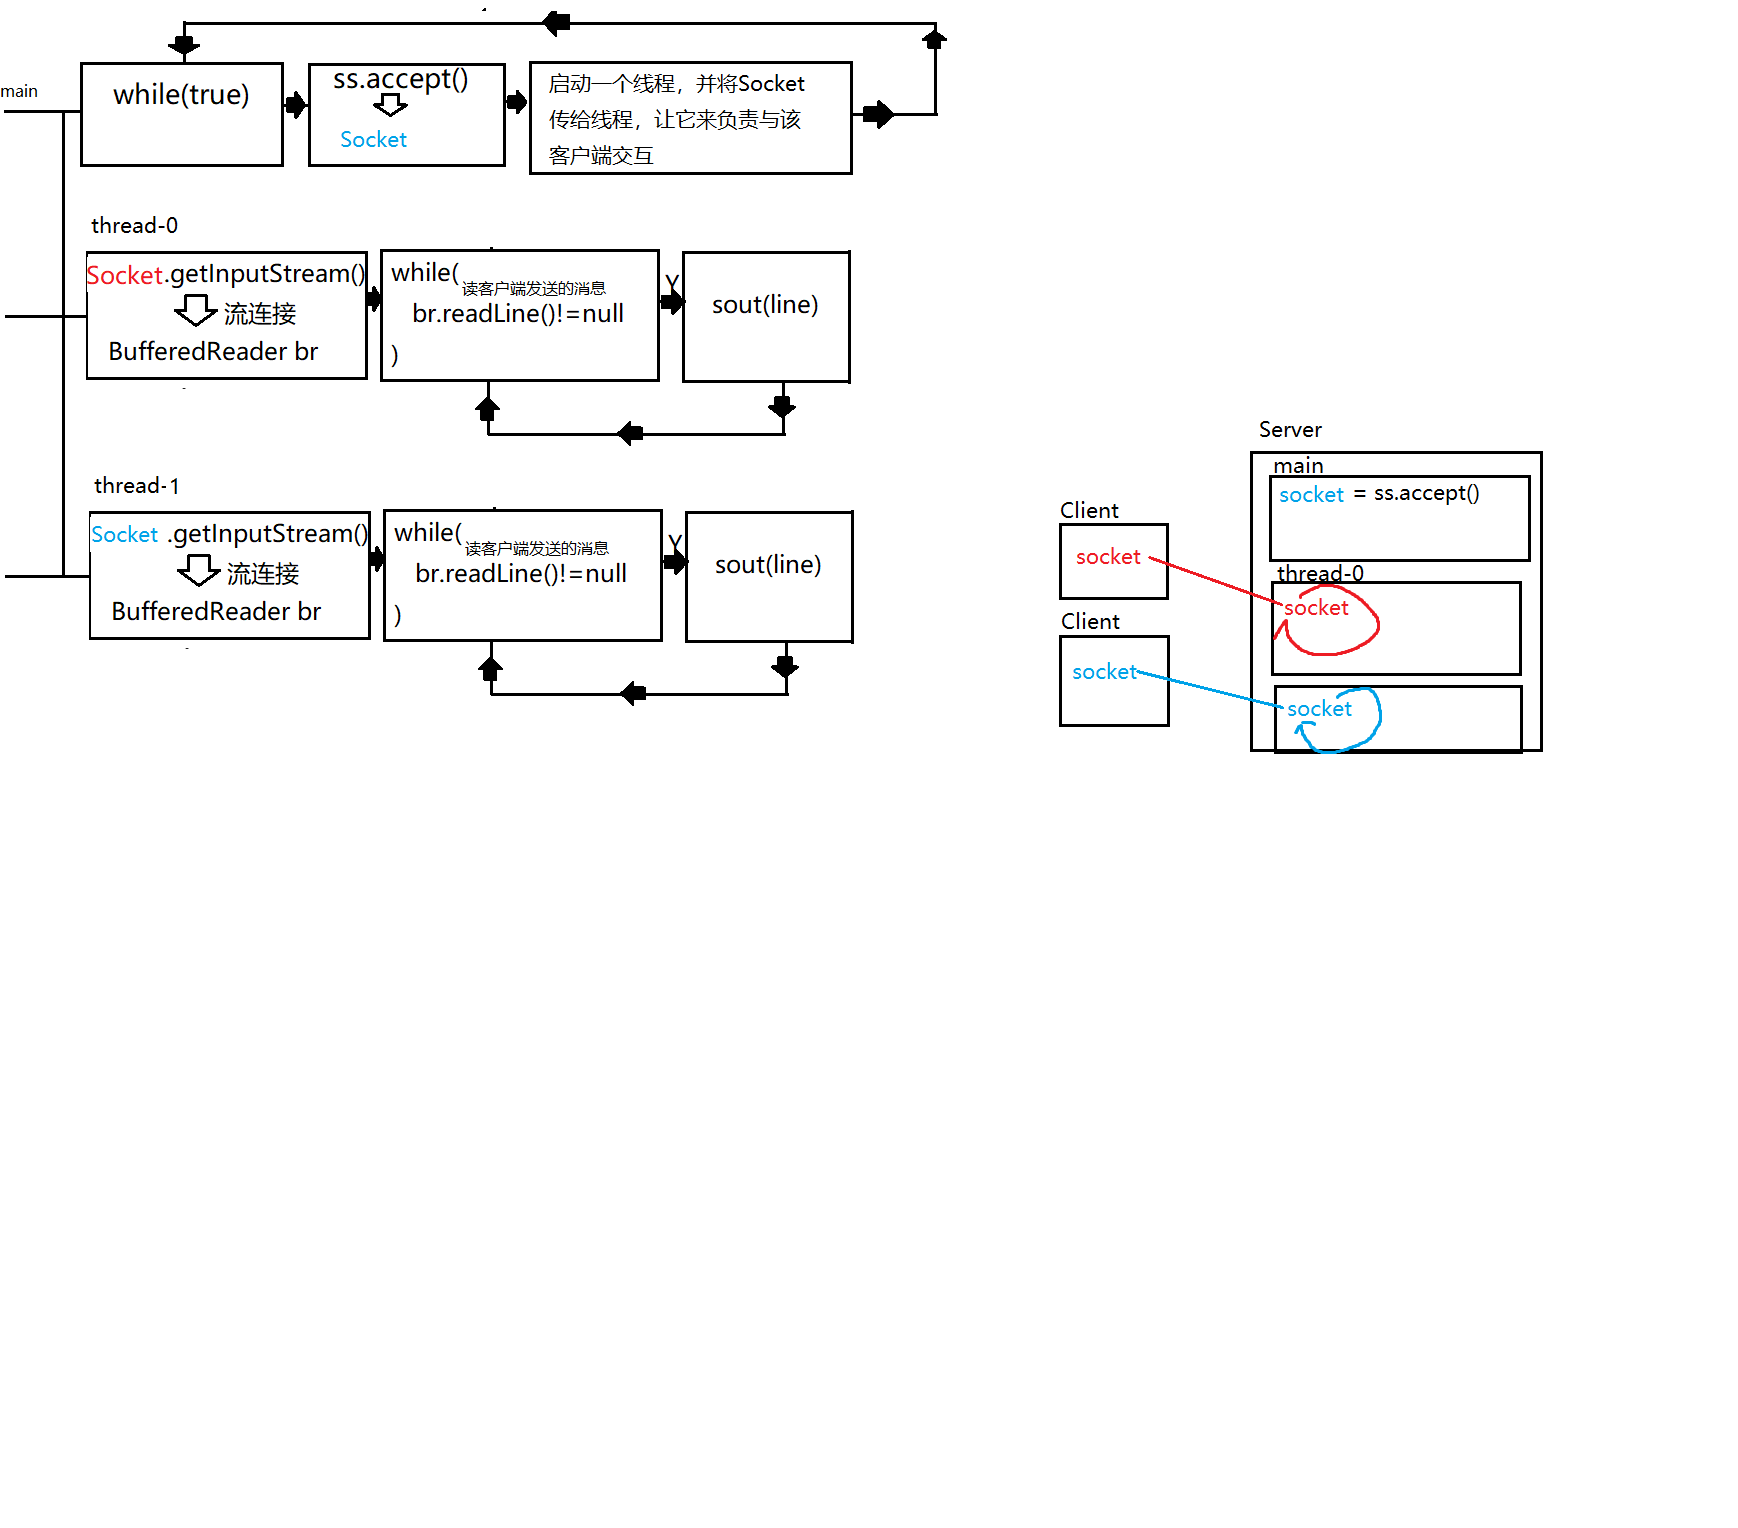 main
while(true)
ss.accept()
Socket
启动一个线程，并将Socket
传给线程，让它来负责与该
客户端交互
thread-0
Socket.getInputStream()
流连接
BufferedReader br
while(
读客户端发送的消息
br.readLine()!=null
)
Y
sout(line)
thread-1
Socket .getInputStream()
流连接
BufferedReader br
while(
读客户端发送的消息
br.readLine()!=null
)
Y
sout(line)
Client
socket
Client
socket
Server
main
socket = ss.accept()
thread-0
socket
socket